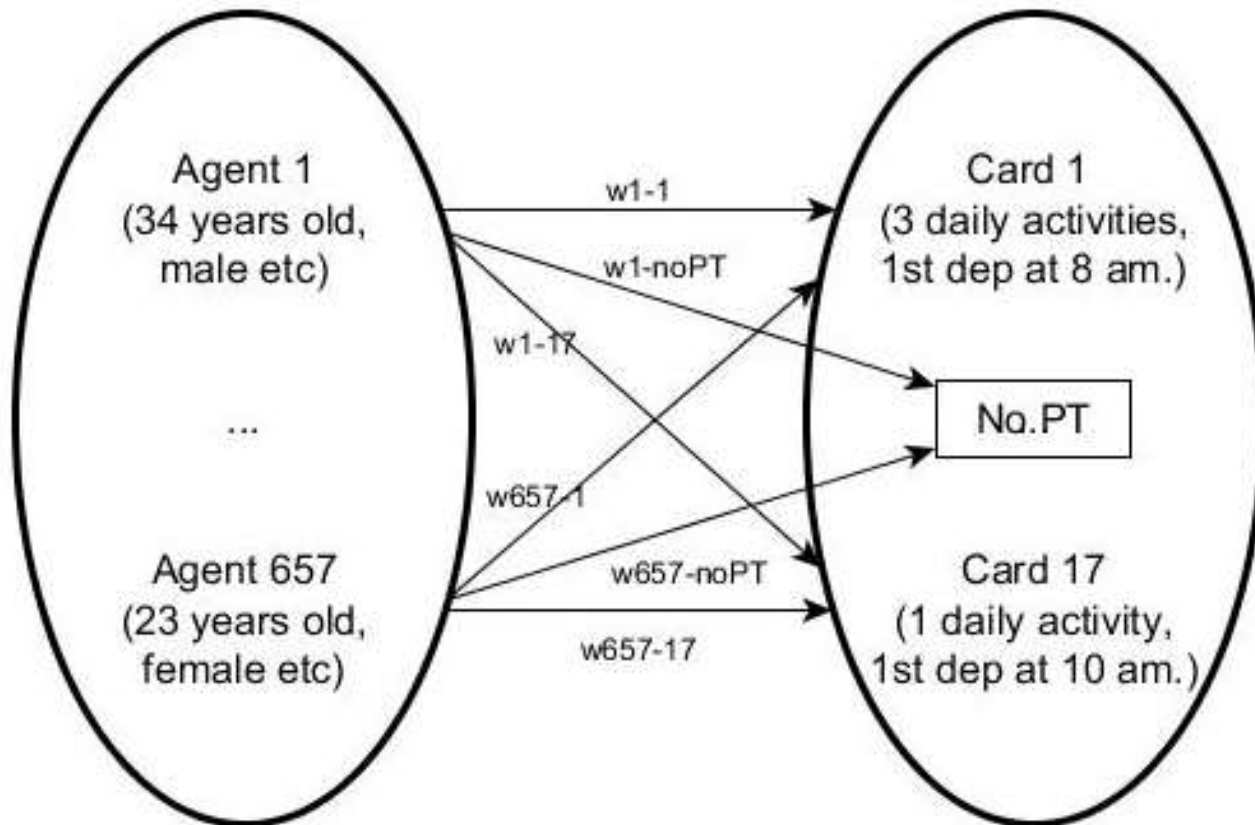 Agent 1
(34 years old,
male etc)
...
Agent 657
(23 years old,
female etc)
w1-1
w1-noPT
w1-17
w657-1
w657-noPT
w657-17
Card 1
(3 daily activities,
1st dep at 8 am.)
No.PT
Card 17
(1 daily activity,
1st dep at 10 am.)